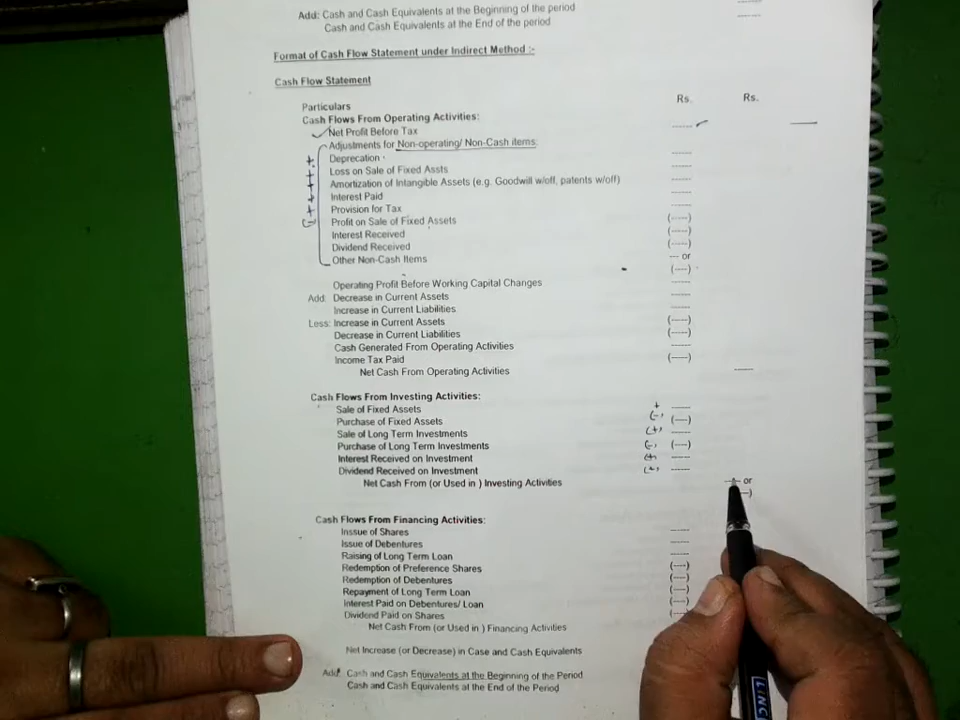 Add: Cash and Cash Equivalents at the Beginning of the period -----
Cash and Cash Equivalents at the End of the period -----
Format of Cash Flow Statement under Indirect Method :-
Cash Flow Statement
Particulars Rs. Rs.
Cash Flows From Operating Activities:
Net Profit Before Tax -----
Adjustments for Non-operating/ Non-Cash items:
+ Deprecation -----
+ Loss on Sale of Fixed Assts -----
+ Amortization of Intangible Assets (e.g. Goodwill w/off, patents w/off) -----
+ Interest Paid -----
+ Provision for Tax -----
(-) Profit on Sale of Fixed Assets (-----)
Interest Received (-----)
Dividend Received (-----)
Other Non-Cash Items --- or
(----)
Operating Profit Before Working Capital Changes -----
Add: Decrease in Current Assets -----
Increase in Current Liabilities -----
Less: Increase in Current Assets (-----)
Decrease in Current Liabilities (-----)
Cash Generated From Operating Activities -----
Income Tax Paid (----)
Net Cash From Operating Activities -----
Cash Flows From Investing Activities:
Sale of Fixed Assets + -----
Purchase of Fixed Assets (-) (----)
Sale of Long Term Investments (+) -----
Purchase of Long Term Investments (-) (----)
Interest Received on Investment (+) -----
Dividend Received on Investment (+) -----
Net Cash From (or Used in ) Investing Activities --- or
Cash Flows From Financing Activities:
Inssue of Shares -----
Issue of Debentures -----
Raising of Long Term Loan -----
Redemption of Preference Shares (----)
Redemption of Debentures (----)
Repayment of Long Term Loan (----)
Interest Paid on Debentures/ Loan (----)
Dividend Paid on Shares
Net Cash From (or Used in ) Financing Activities
Net Increase (or Decrease) in Case and Cash Equivalents
Add: Cash and Cash Equivalents at the Beginning of the Period
Cash and Cash Equivalents at the End of the Period
LINC